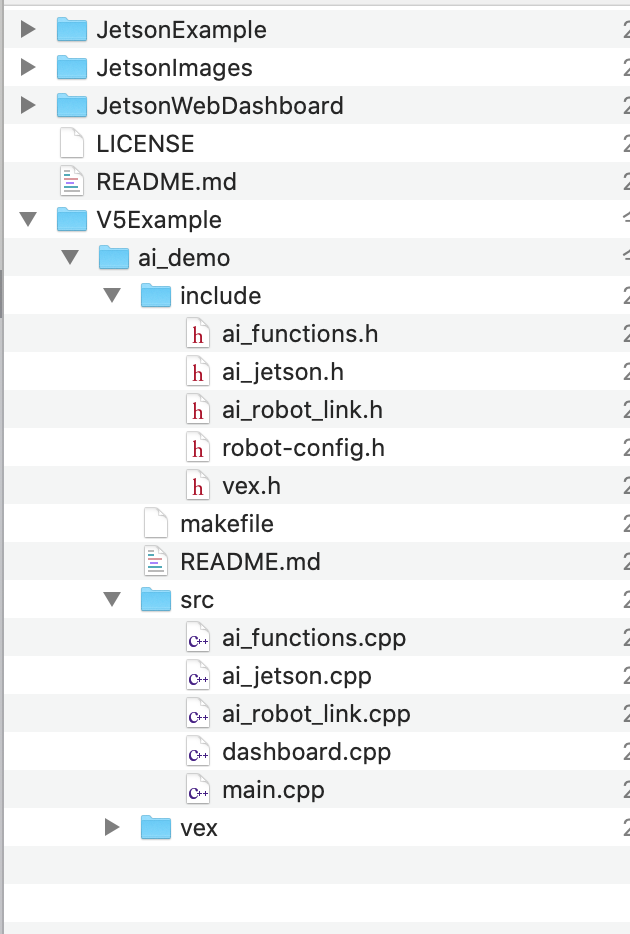 JetsonExample
JetsonImages
JetsonWebDashboard
LICENSE
README.md
V5Example
ai_demo
include
ai_functions.h
ai_jetson.h
ai_robot_link.h
robot-config.h
vex.h
makefile
README.md
src
ai_functions.cpp
ai_jetson.cpp
ai_robot_link.cpp
dashboard.cpp
main.cpp
vex